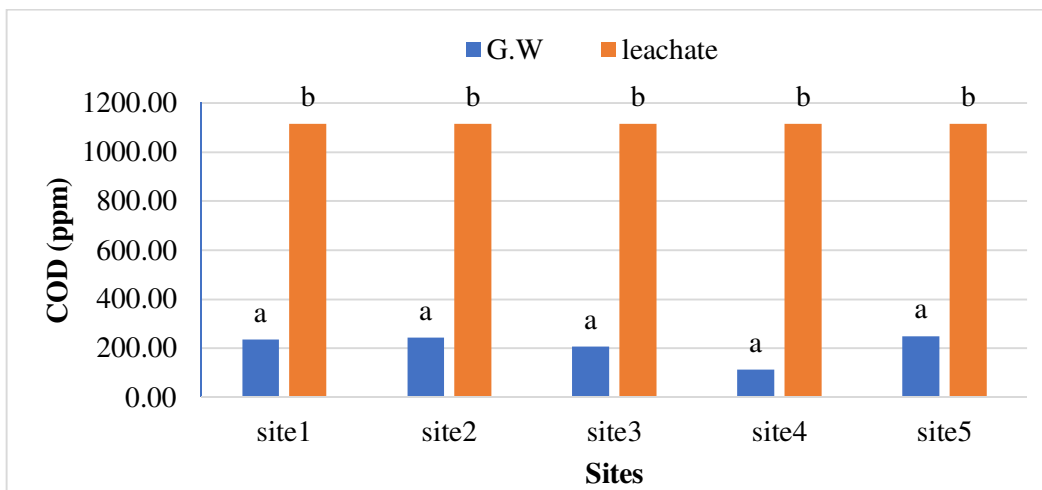 G.W leachate
b b b b b
1200.00
1000.00
800.00
600.00
400.00
200.00
0.00
COD (ppm)
a a a a a
site1 site2 site3 site4 site5
Sites